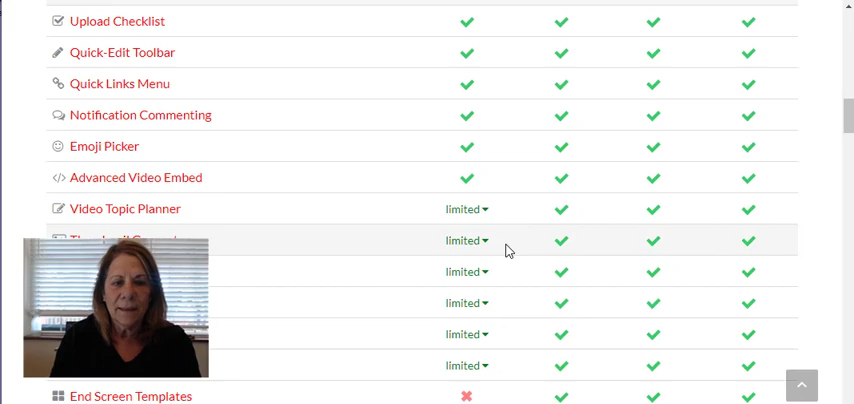 Upload Checklist
Quick-Edit Toolbar
Quick Links Menu
Notification Commenting
Emoji Picker
Advanced Video Embed
Video Topic Planner limited
limited
limited
limited
limited
limited
End Screen Templates